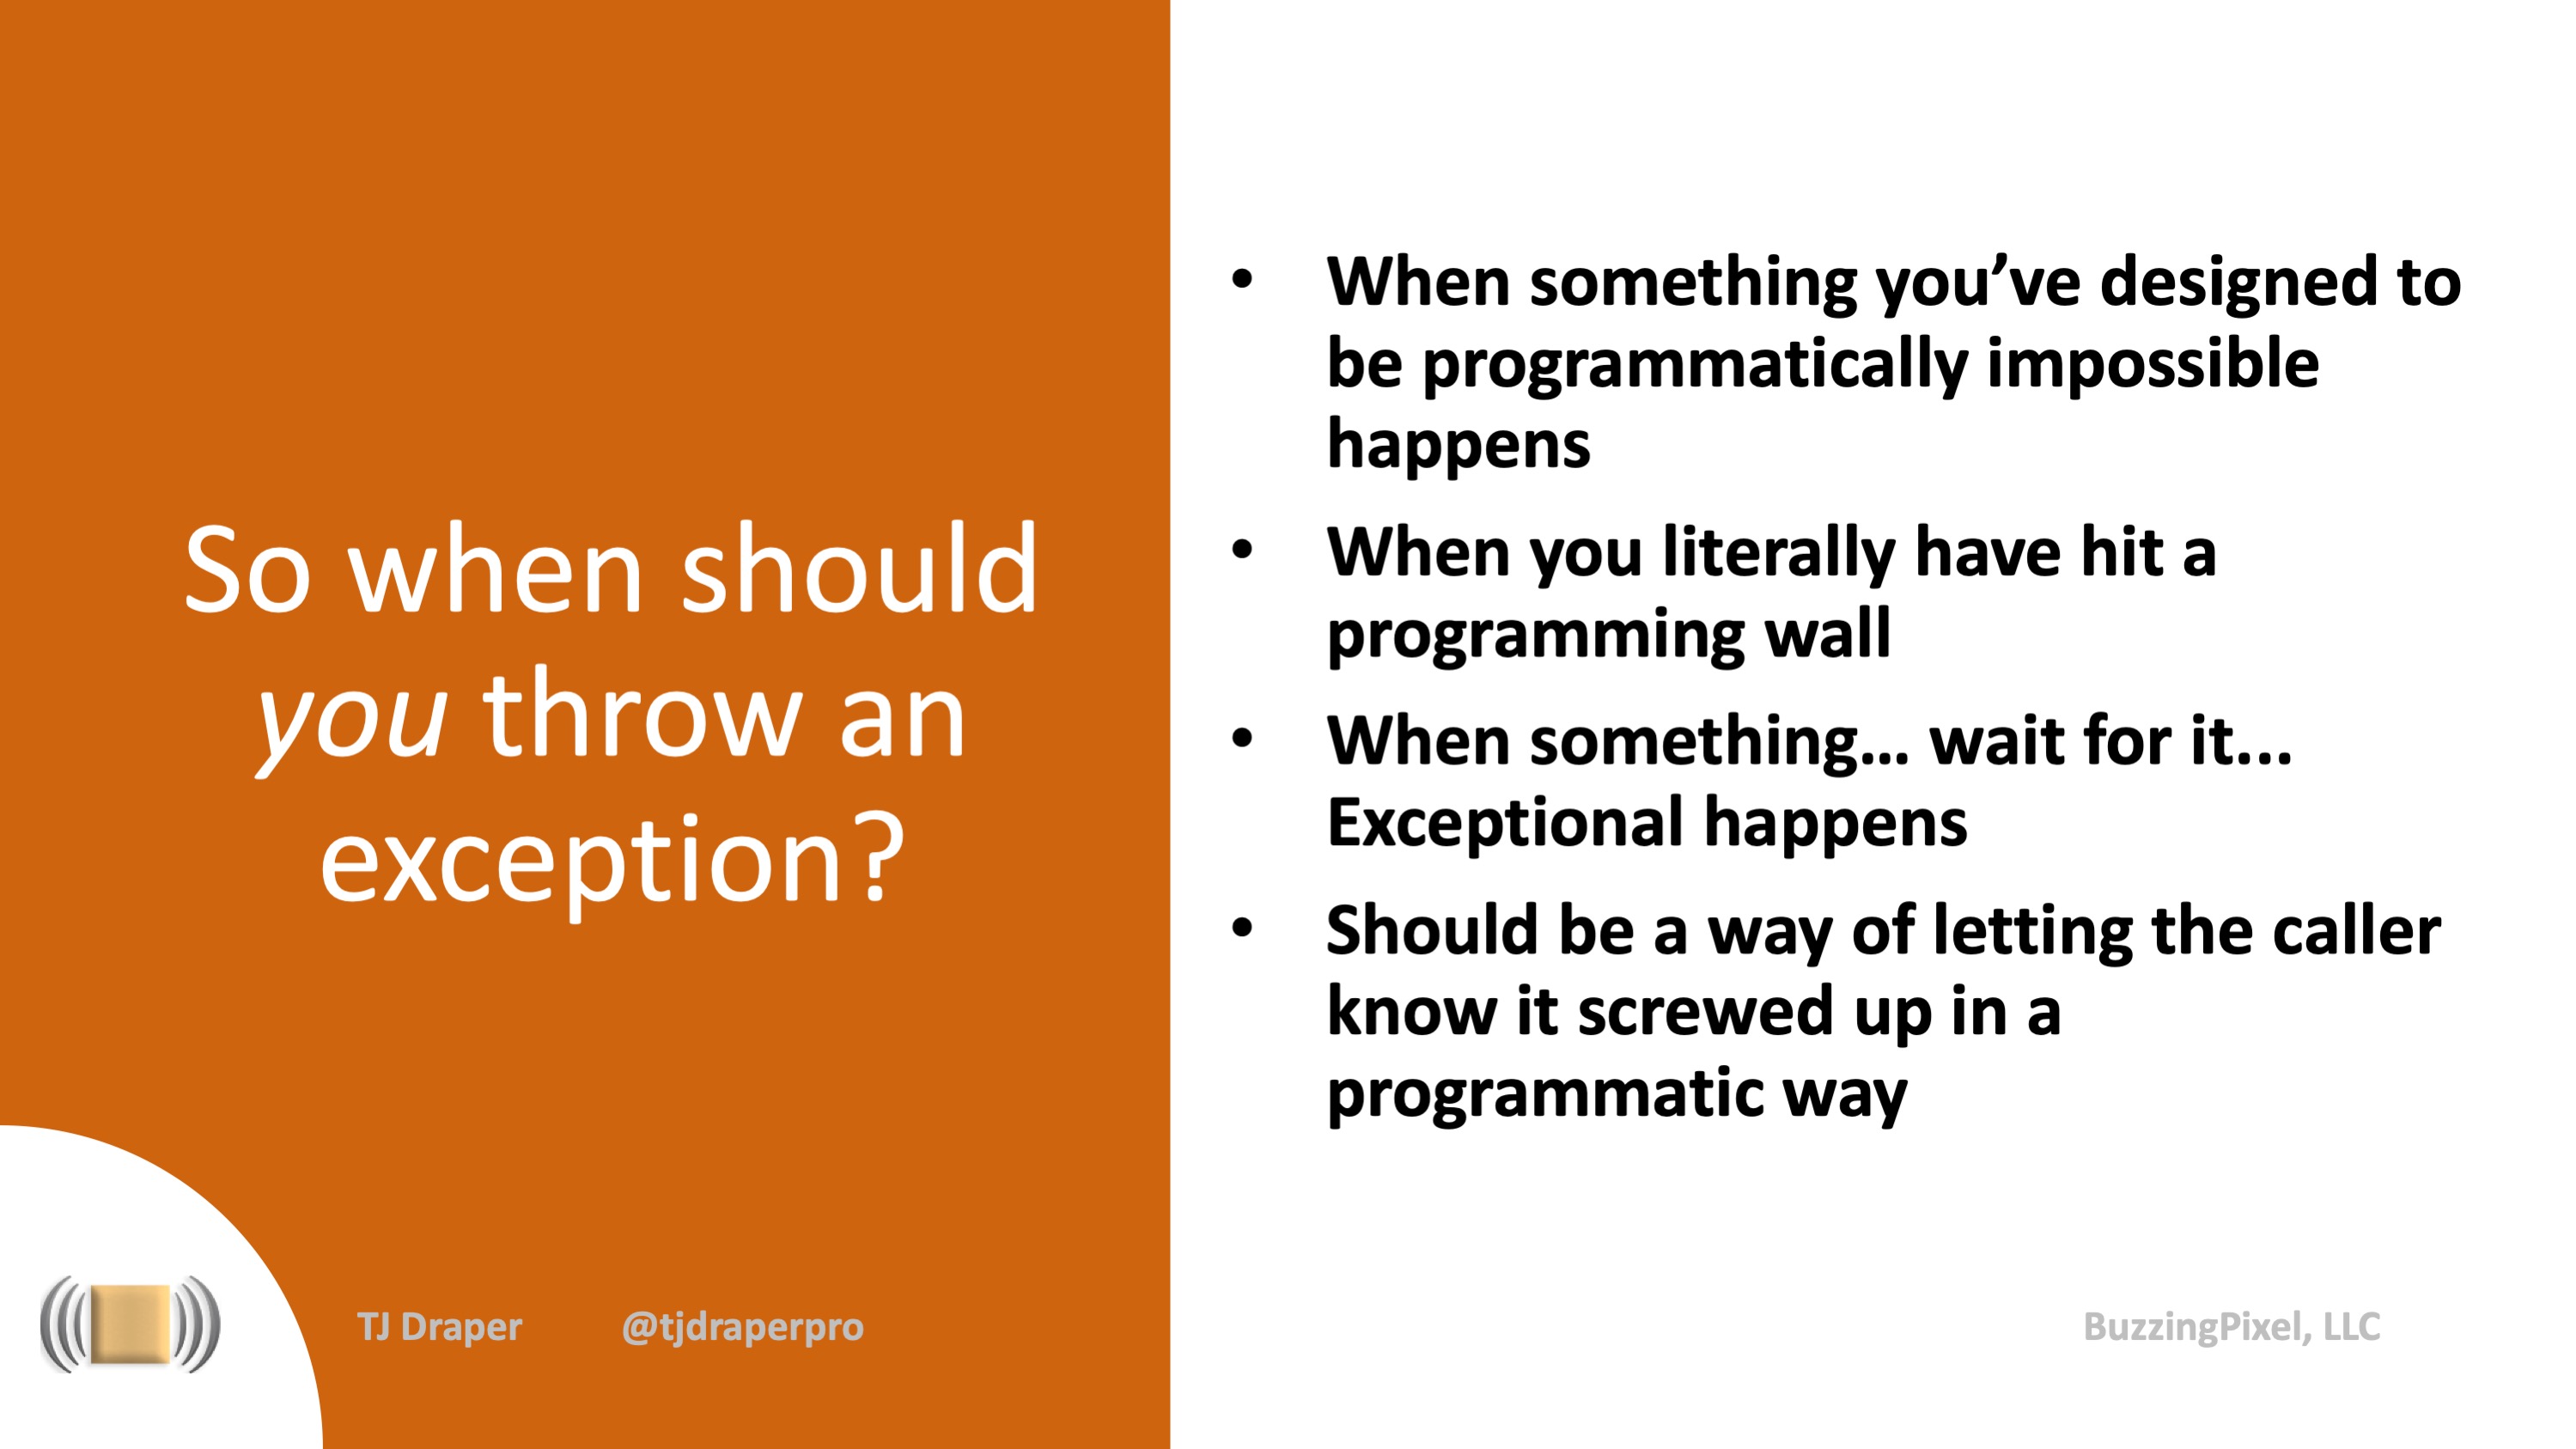 So when should
you throw an
exception?
• When something you’ve designed to
be programmatically impossible
happens
• When you literally have hit a
programming wall
• When something… wait for it...
Exceptional happens
• Should be a way of letting the caller
know it screwed up in a
programmatic way
TJ Draper @tjdraperpro
BuzzingPixel, LLC